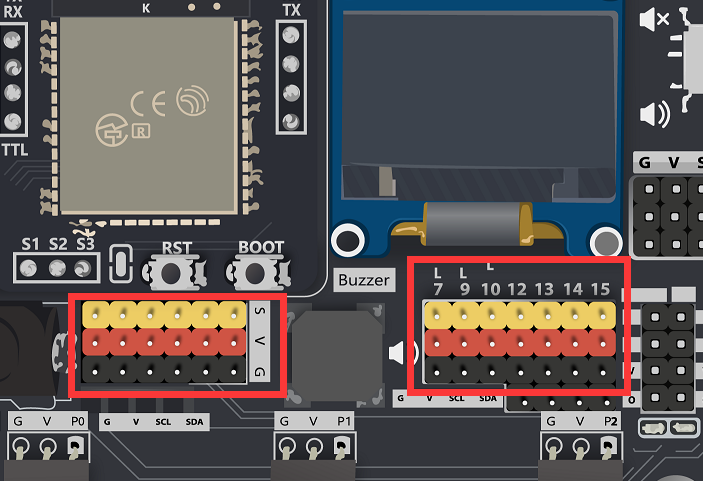 K
TX
RX
TX
TTL
CE
R
G V S
S1 S2 S3
RST
BOOT
Buzzer
L L L
7 9 10 12 13 14 15
S
V
G
G V SCL SDA
G V SCL SDA
G V P0
G V P1
G V P2